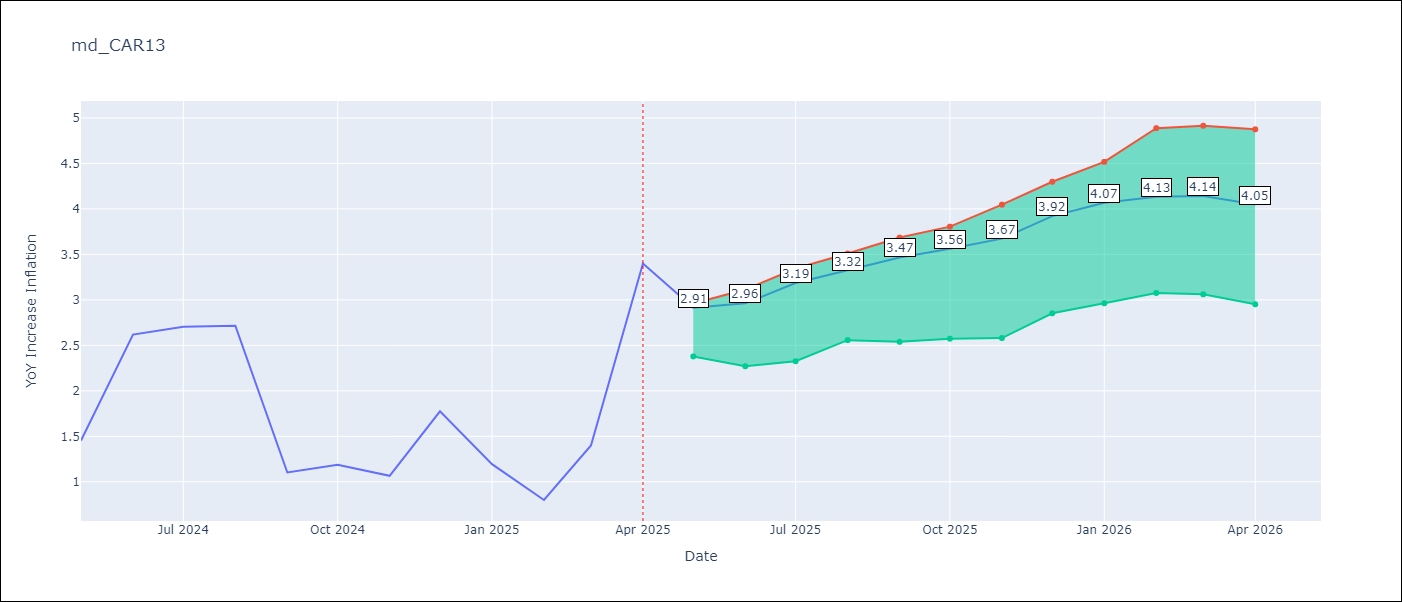 md_CAR13
YoY Increase Inflation
5
4.5
4
3.5
3
2.5
2
1.5
1
2.91
2.96
3.19
3.32
3.47
3.56
3.67
3.92
4.07
4.13
4.14
4.05
Jul 2024
Oct 2024
Jan 2025
Apr 2025
Jul 2025
Oct 2025
Jan 2026
Apr 2026
Date